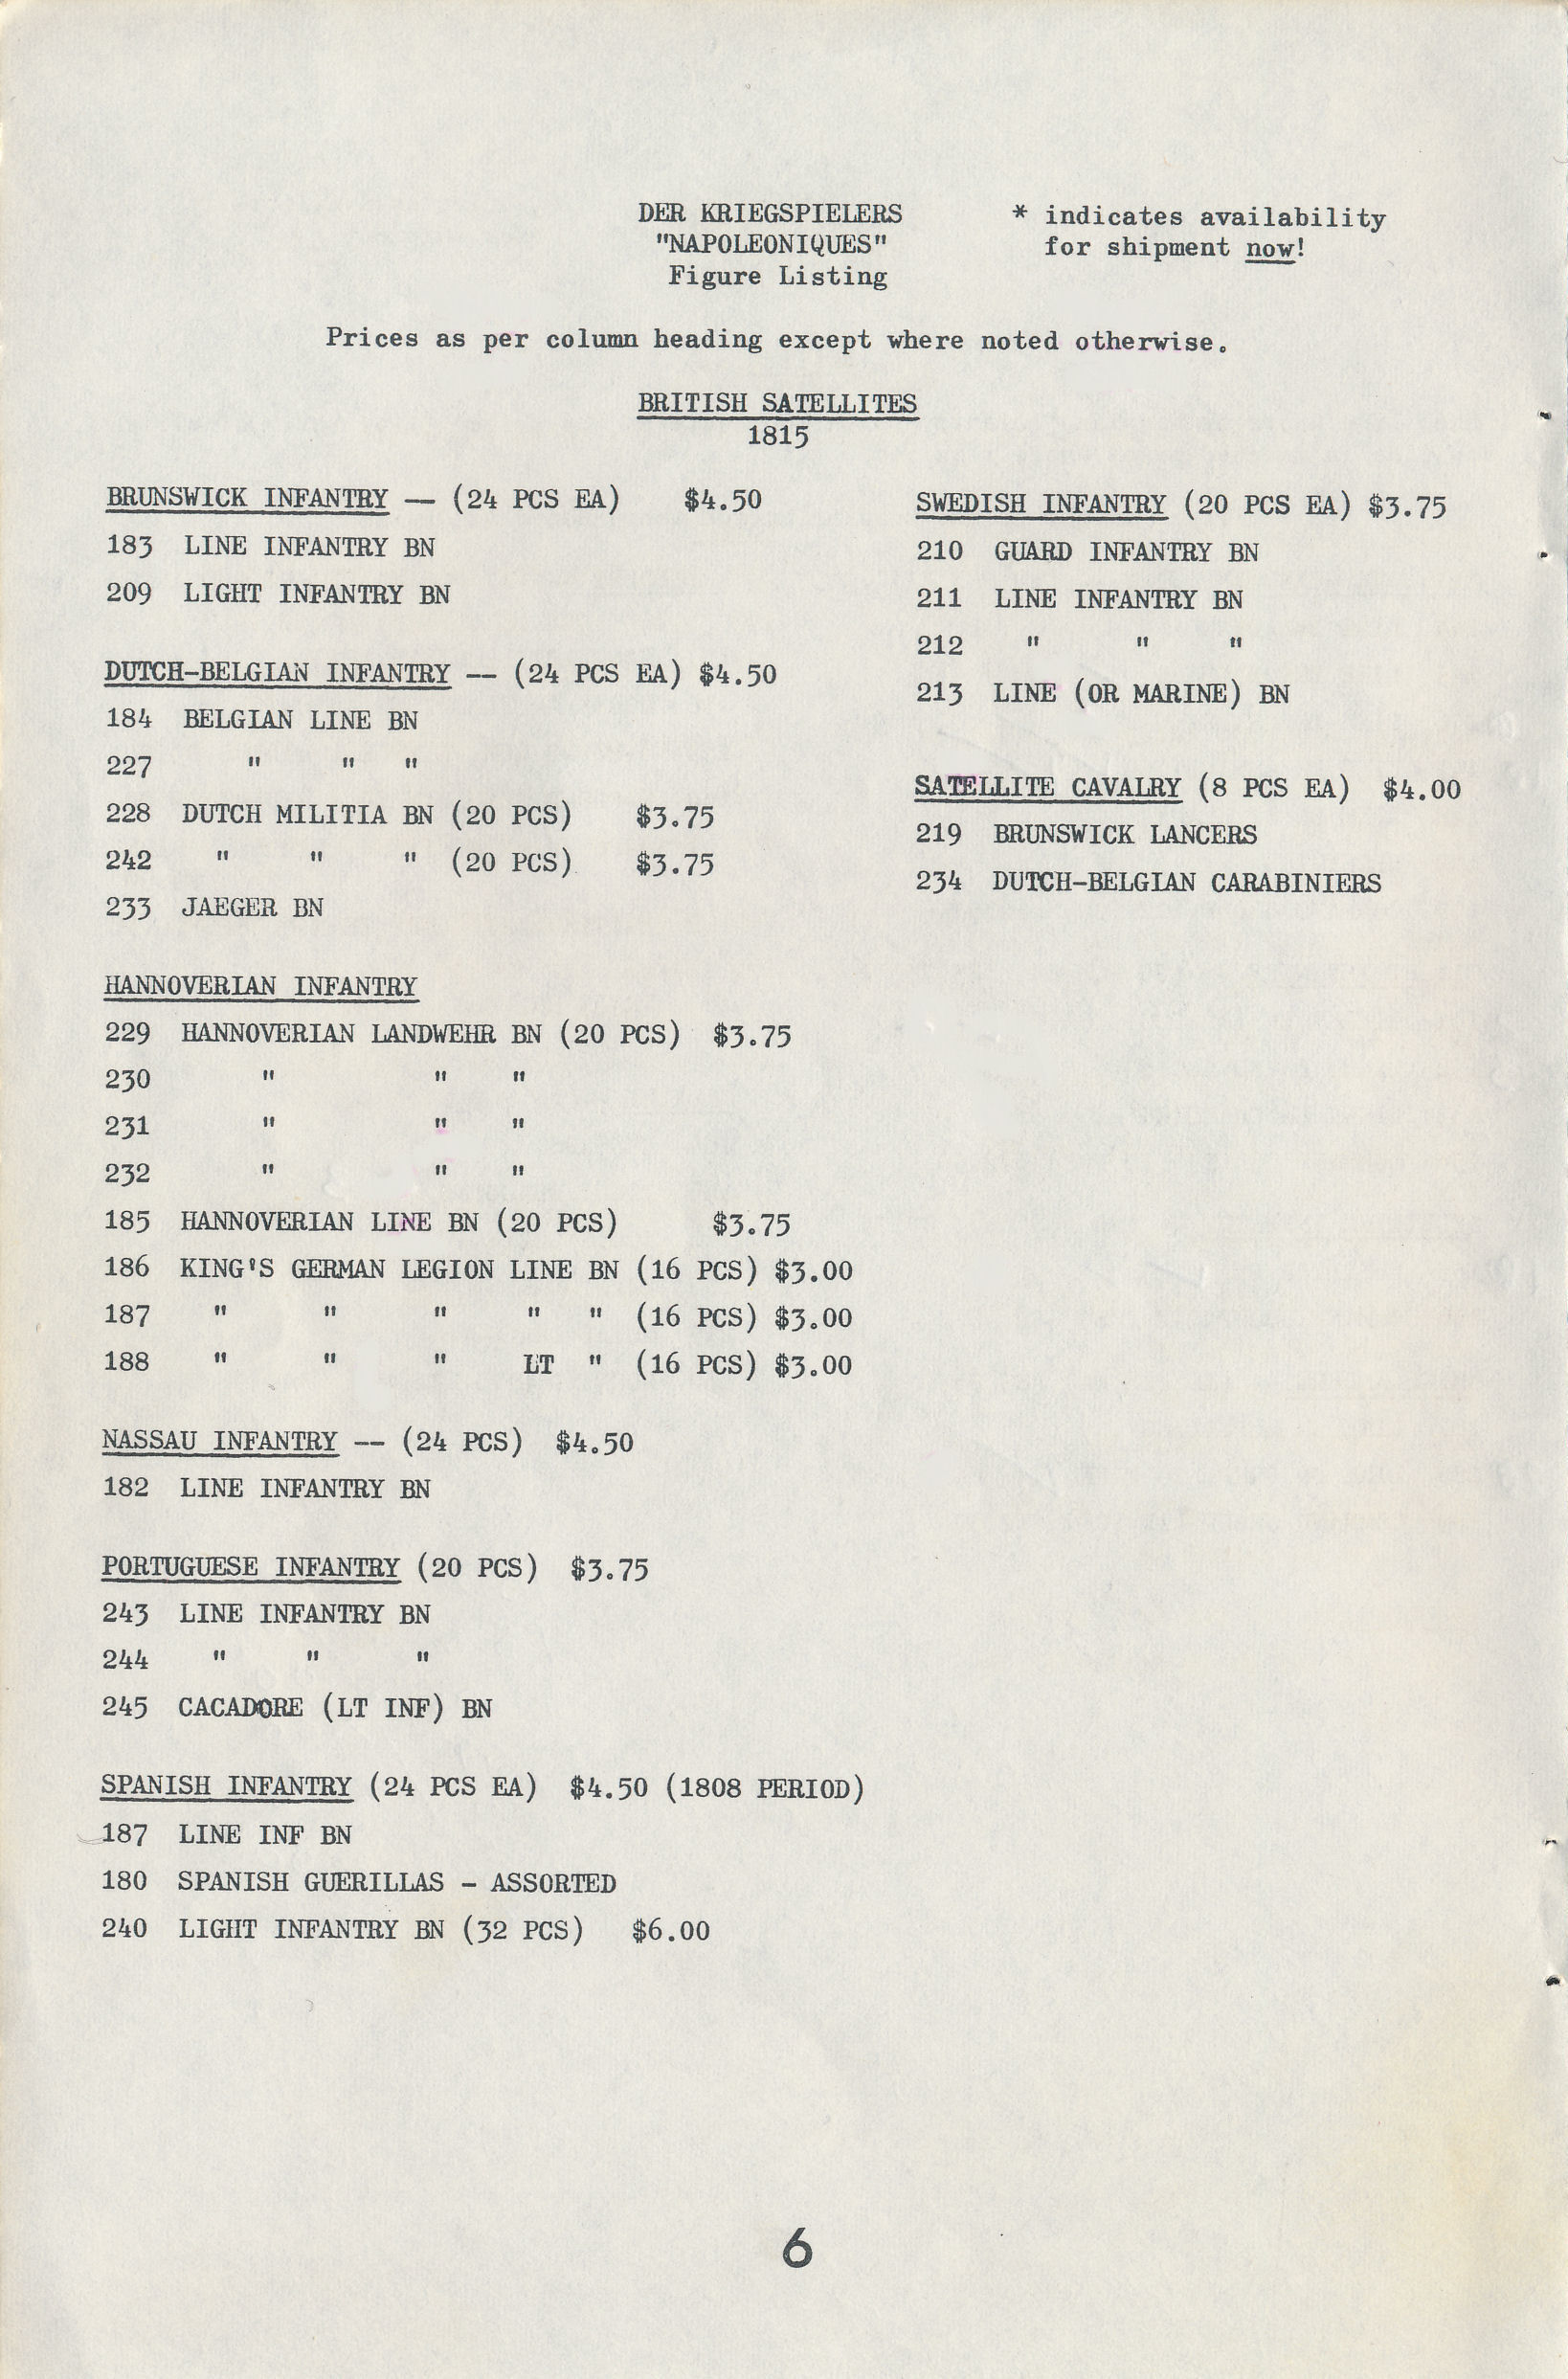 DER KRIEGSPIELERS
"NAPOLEONIQUES"
Figure Listing
* indicates availability
for shipment now!
Prices as per column heading except where noted otherwise.
BRITISH SATELLITES
1815
BRUNSWICK INFANTRY -- (24 PCS EA) $4.50
183 LINE INFANTRY BN
209 LIGHT INFANTRY BN
DUTCH-BELGIAN INFANTRY -- (24 PCS EA) $4.50
184 BELGIAN LINE BN
227 " " "
228 DUTCH MILITIA BN (20 PCS) $3.75
242 " " " (20 PCS) $3.75
233 JAEGER BN
HANNOVERIAN INFANTRY
229 HANNOVERIAN LANDWEHR BN (20 PCS) $3.75
230 " " "
231 " " "
232 " " "
185 HANNOVERIAN LINE BN (20 PCS) $3.75
186 KING'S GERMAN LEGION LINE BN (16 PCS) $3.00
187 " " " " " (16 PCS) $3.00
188 " " " LT " (16 PCS) $3.00
NASSAU INFANTRY -- (24 PCS) $4.50
182 LINE INFANTRY BN
PORTUGUESE INFANTRY (20 PCS) $3.75
243 LINE INFANTRY BN
244 " " "
245 CACADORE (LT INF) BN
SPANISH INFANTRY (24 PCS EA) $4.50 (1808 PERIOD)
187 LINE INF BN
180 SPANISH GUERILLAS - ASSORTED
240 LIGHT INFANTRY BN (32 PCS) $6.00
SWEDISH INFANTRY (20 PCS EA) $3.75
210 GUARD INFANTRY BN
211 LINE INFANTRY BN
212 " " "
213 LINE (OR MARINE) BN
SATELLITE CAVALRY (8 PCS EA) $4.00
219 BRUNSWICK LANCERS
234 DUTCH-BELGIAN CARABINIERS
6